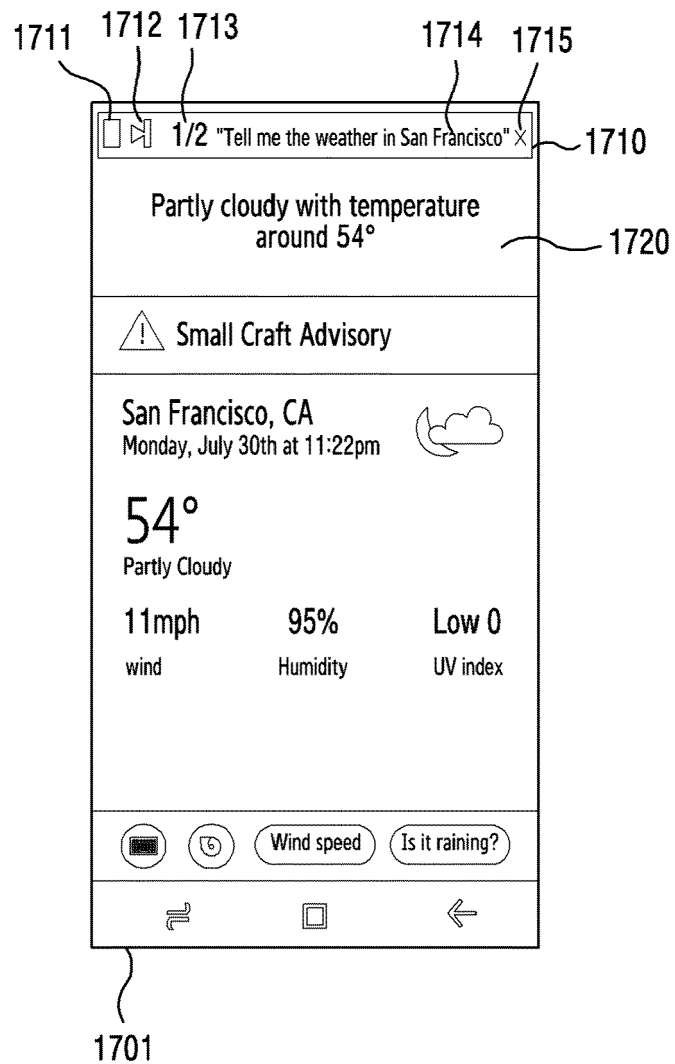 1711 1712 1713 1714 1715
1/2 "Tell me the weather in San Francisco" X
1710
Partly cloudy with temperature
around 54°
1720
Small Craft Advisory
San Francisco, CA
Monday, July 30th at 11:22pm
54°
Partly Cloudy
11mph 95% Low 0
wind Humidity UV index
Wind speed Is it raining?
1701